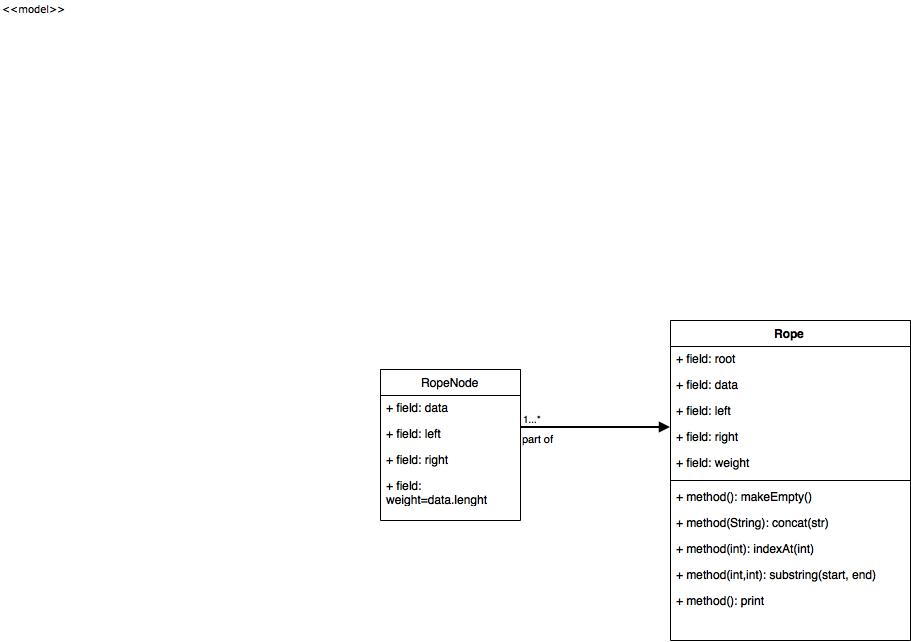 <<model>>
RopeNode
+ field: data
+ field: left
+ field: right
+ field:
weight=data.lenght
1...*
part of
Rope
+ field: root
+ field: data
+ field: left
+ field: right
+ field: weight
+ method(): makeEmpty()
+ method(String): concat(str)
+ method(int): indexAt(int)
+ method(int,int): substring(start, end)
+ method(): print